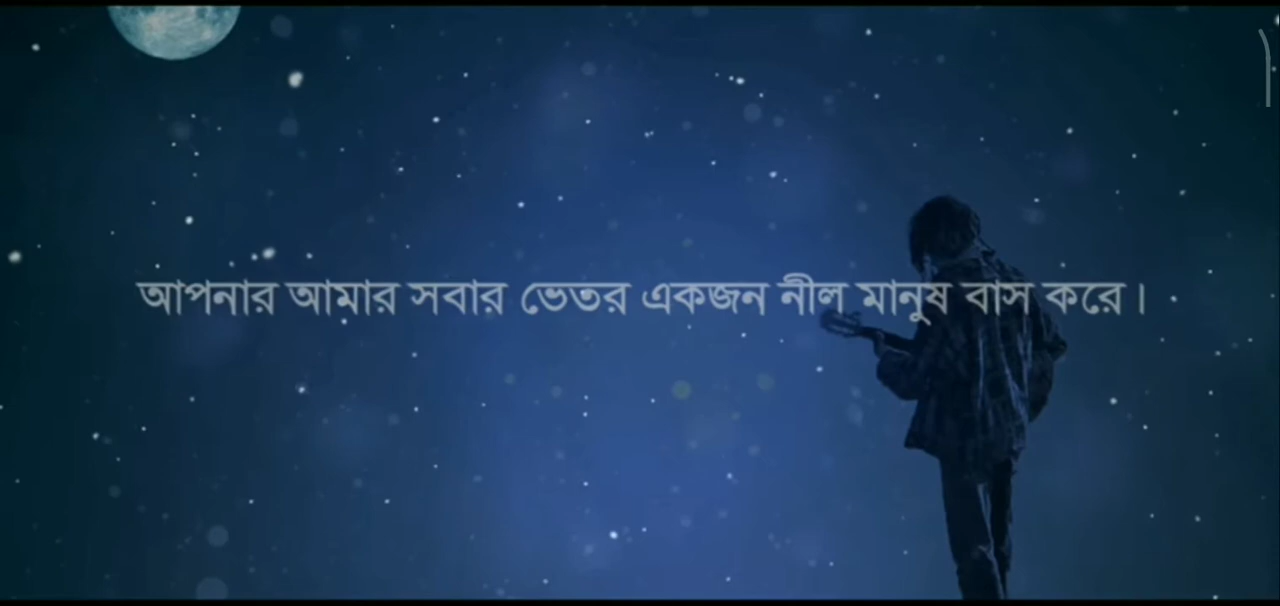 আপনার আমার সবার ভেতর একজন নীল মানুষ বাস করে।